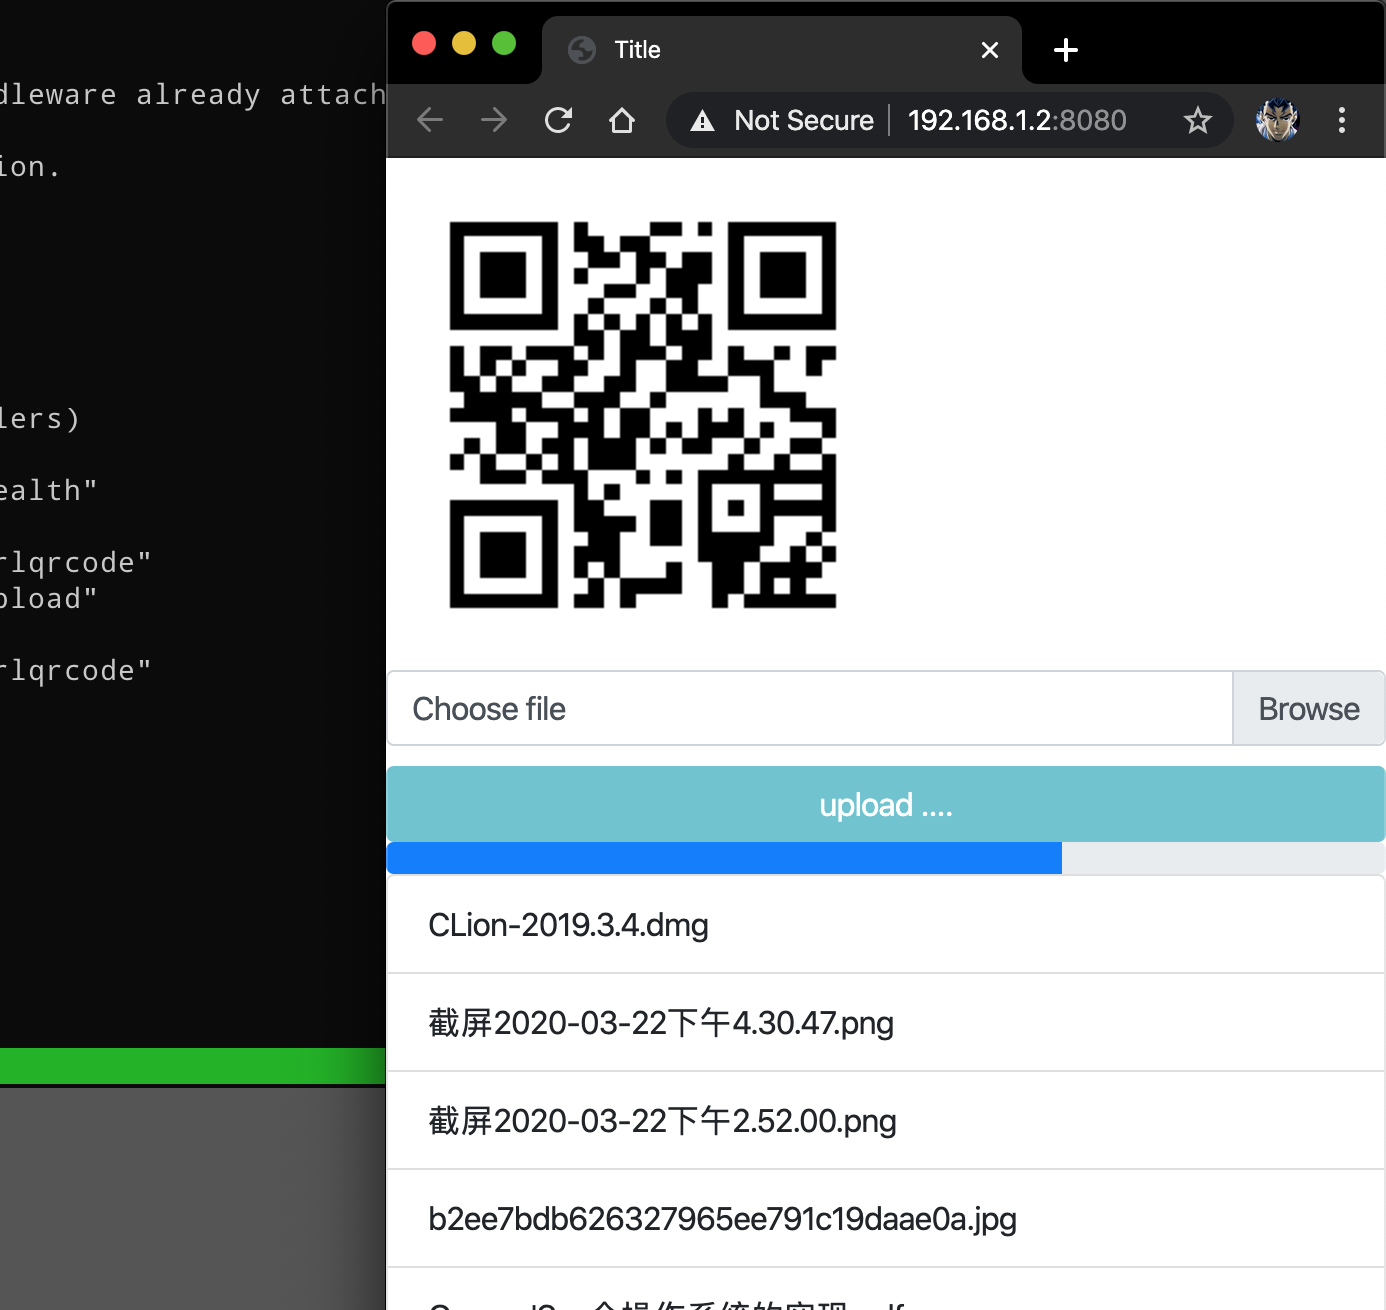 dleware already attach
ion.
lers)
ealth"
rlqrcode"
pload"
rlqrcode"
Title
Not Secure
192.168.1.2:8080
Choose file
Browse
upload ....
CLion-2019.3.4.dmg
截屏2020-03-22下午4.30.47.png
截屏2020-03-22下午2.52.00.png
b2ee7bdb626327965ee791c19daae0a.jpg